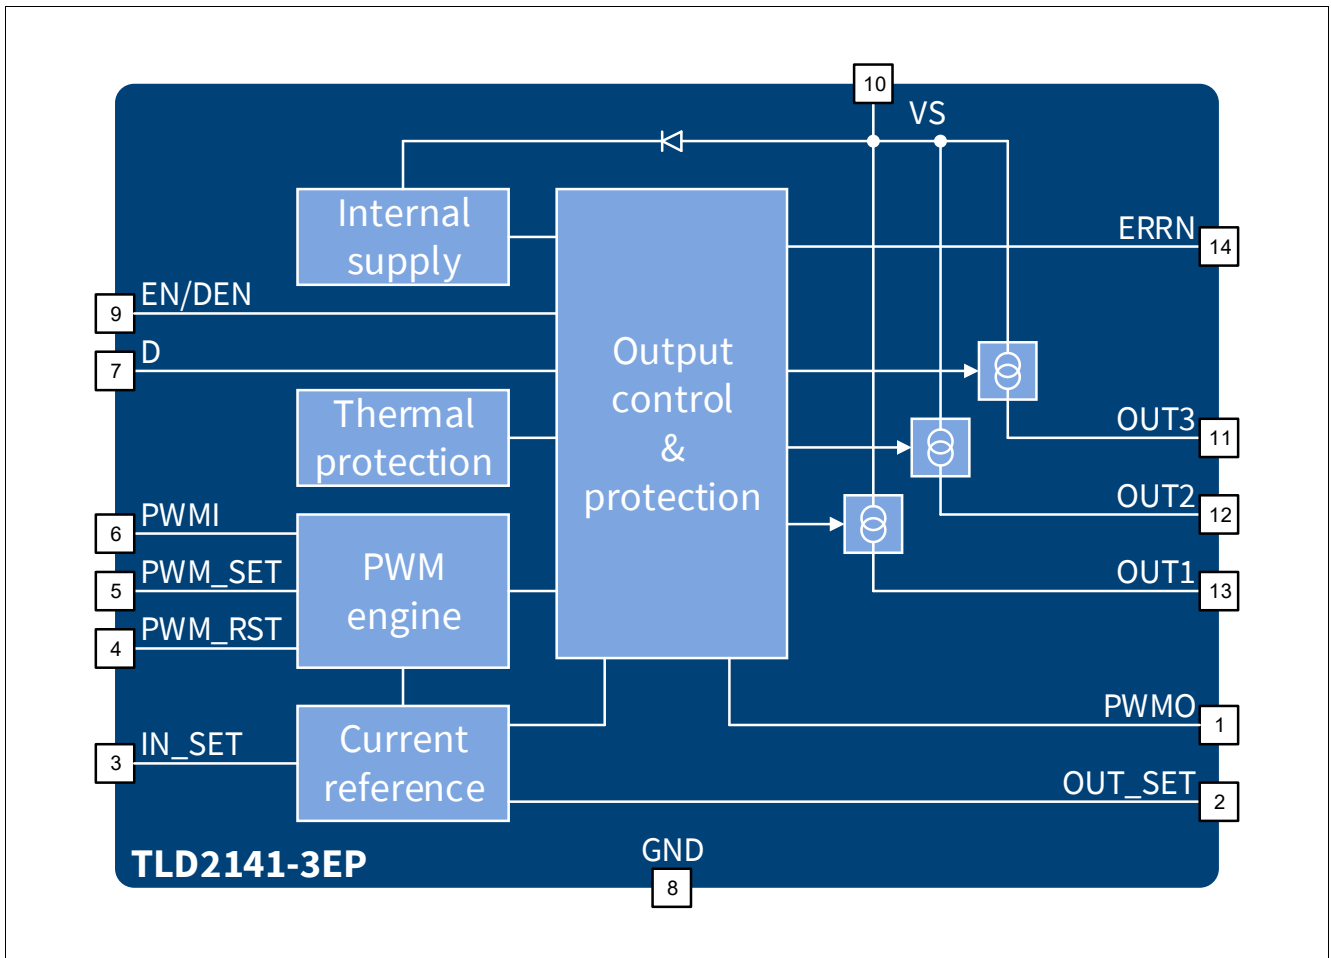 10
VS
Internal
supply
ERRN
14
9
EN/DEN
7
D
Output
control
&
protection
Thermal
protection
OUT3
11
6
PWMI
OUT2
12
5
PWM_SET
PWM
engine
OUT1
13
4
PWM_RST
3
IN_SET
Current
reference
PWMO
1
OUT_SET
2
TLD2141-3EP
GND
8